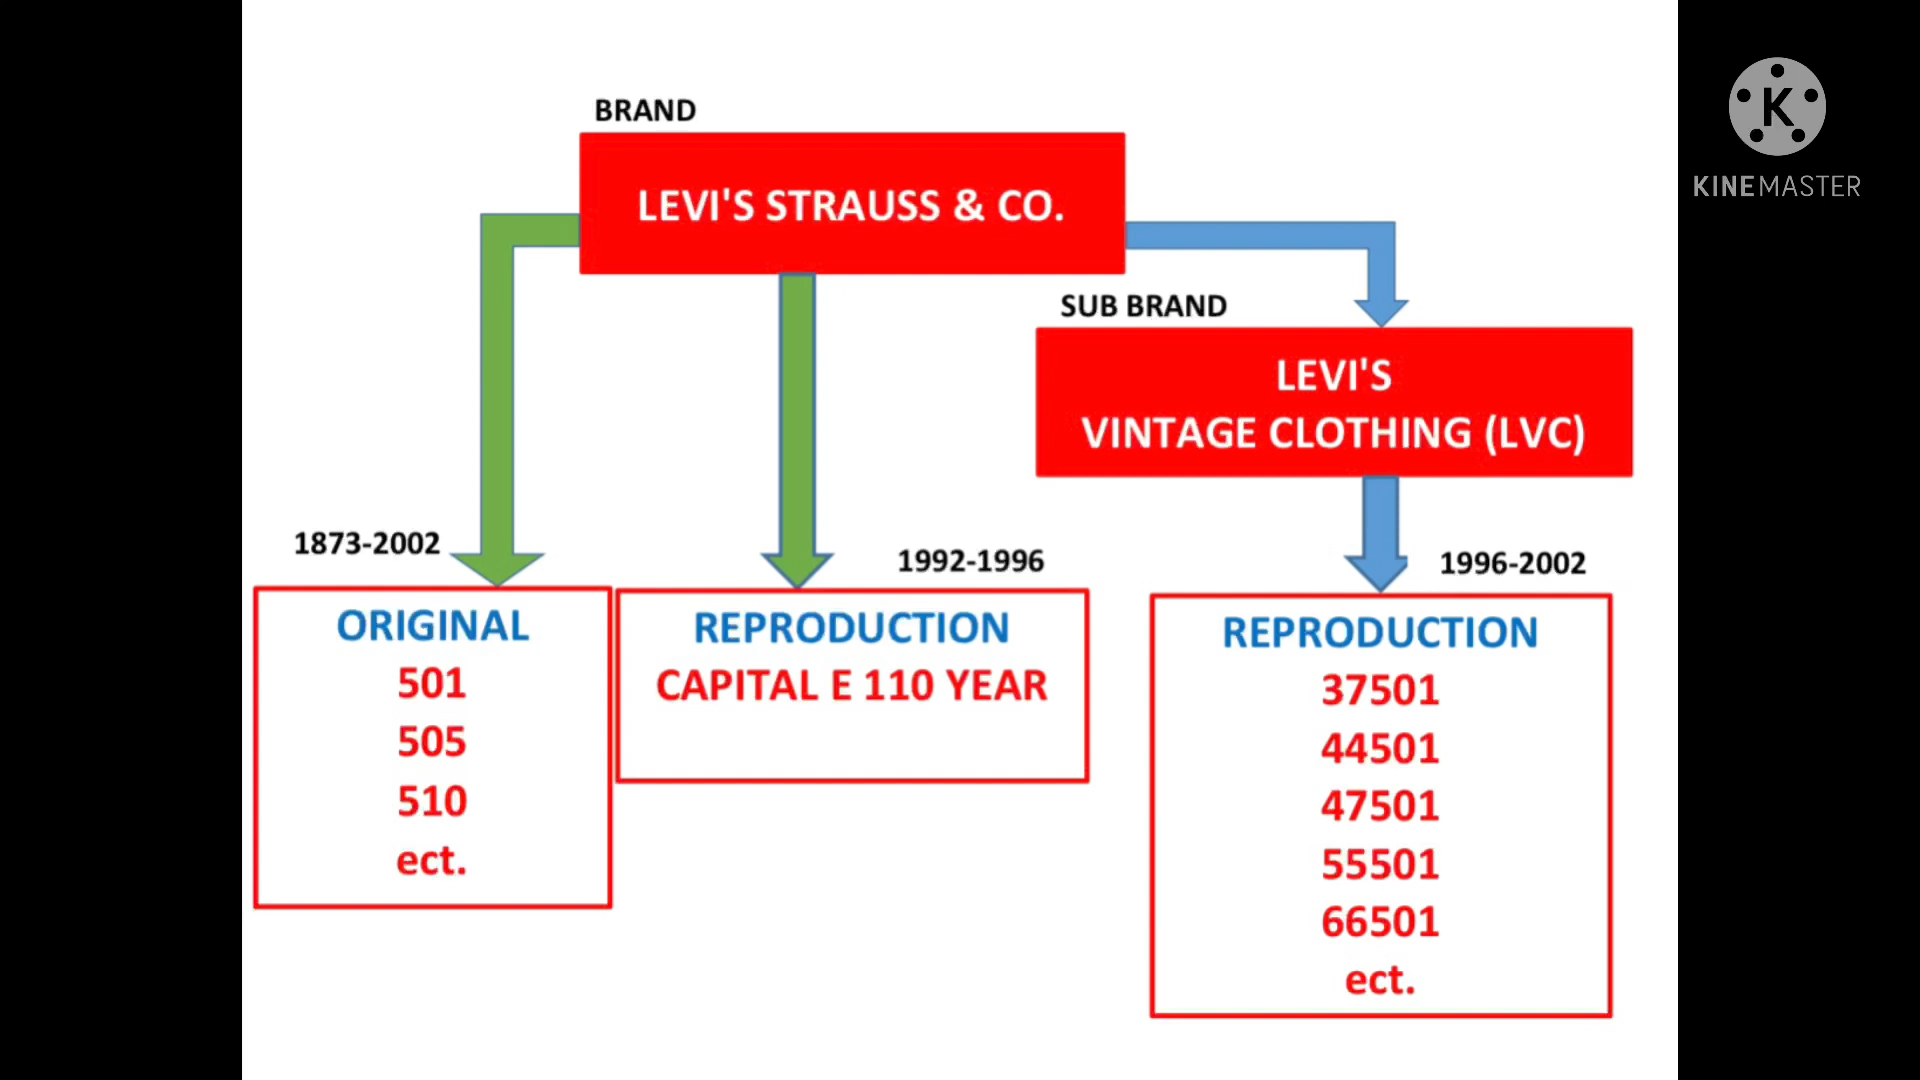 BRAND
LEVI'S STRAUSS & CO.
SUB BRAND
LEVI'S
VINTAGE CLOTHING (LVC)
1873-2002
ORIGINAL
501
505
510
ect.
1992-1996
REPRODUCTION
CAPITAL E 110 YEAR
1996-2002
REPRODUCTION
37501
44501
47501
55501
66501
ect.
K
KINEMASTER